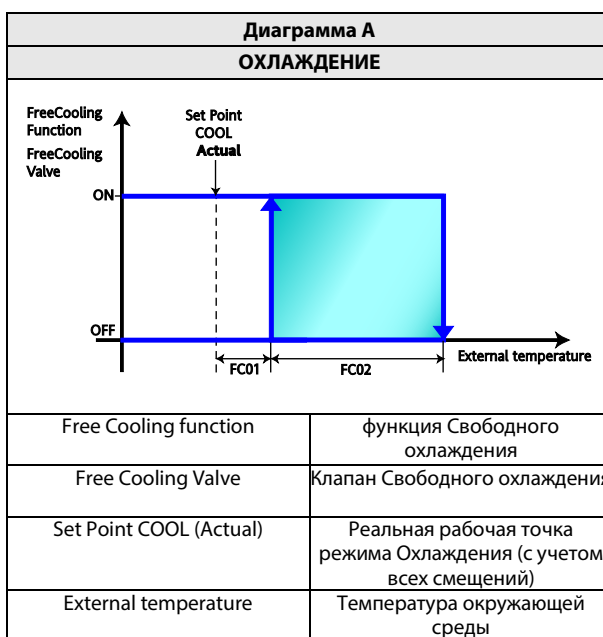 Диаграмма А
ОХЛАЖДЕНИЕ
FreeCooling
Function
FreeCooling
Valve
Set Point
COOL
Actual
ON
OFF
External temperature
FC01
FC02
Free Cooling function
функция Свободного
охлаждения
Free Cooling Valve
Клапан Свободного охлаждения
Set Point COOL (Actual)
Реальная рабочая точка
режима Охлаждения (с учетом
всех смещений)
External temperature
Температура окружающей
среды